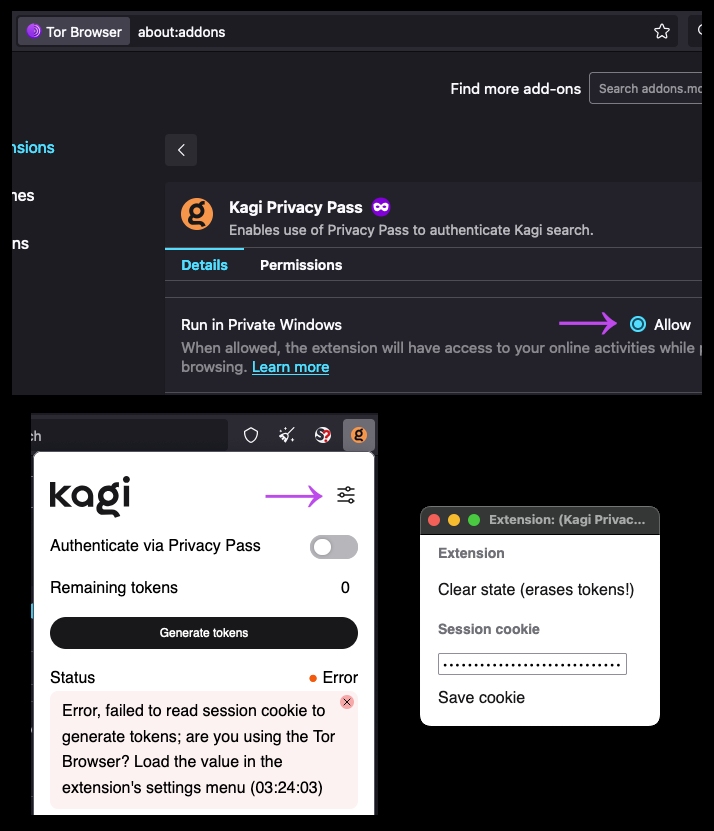 Tor Browser about:addons
Find more add-ons Search addons.mo
nsions
nes
ns
Kagi Privacy Pass
Enables use of Privacy Pass to authenticate Kagi search.
Details Permissions
Run in Private Windows Allow
When allowed, the extension will have access to your online activities while p
browsing. Learn more
ch
kagi
Authenticate via Privacy Pass
Remaining tokens 0
Generate tokens
Status Error
Error, failed to read session cookie to
generate tokens; are you using the Tor
Browser? Load the value in the
extension's settings menu (03:24:03)
Extension: (Kagi Privac...
Extension
Clear state (erases tokens!)
Session cookie
Save cookie